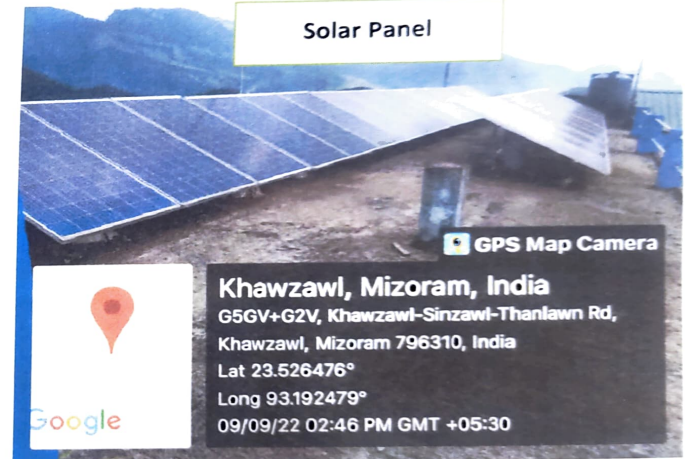 Solar Panel
GPS Map Camera
Khawzawl, Mizoram, India
G5GV+G2V, Khawzawl-Sinzawl-Thanlawn Rd,
Khawzawl, Mizoram 796310, India
Lat 23.526476°
Long 93.192479°
09/09/22 02:46 PM GMT +05:30
Google